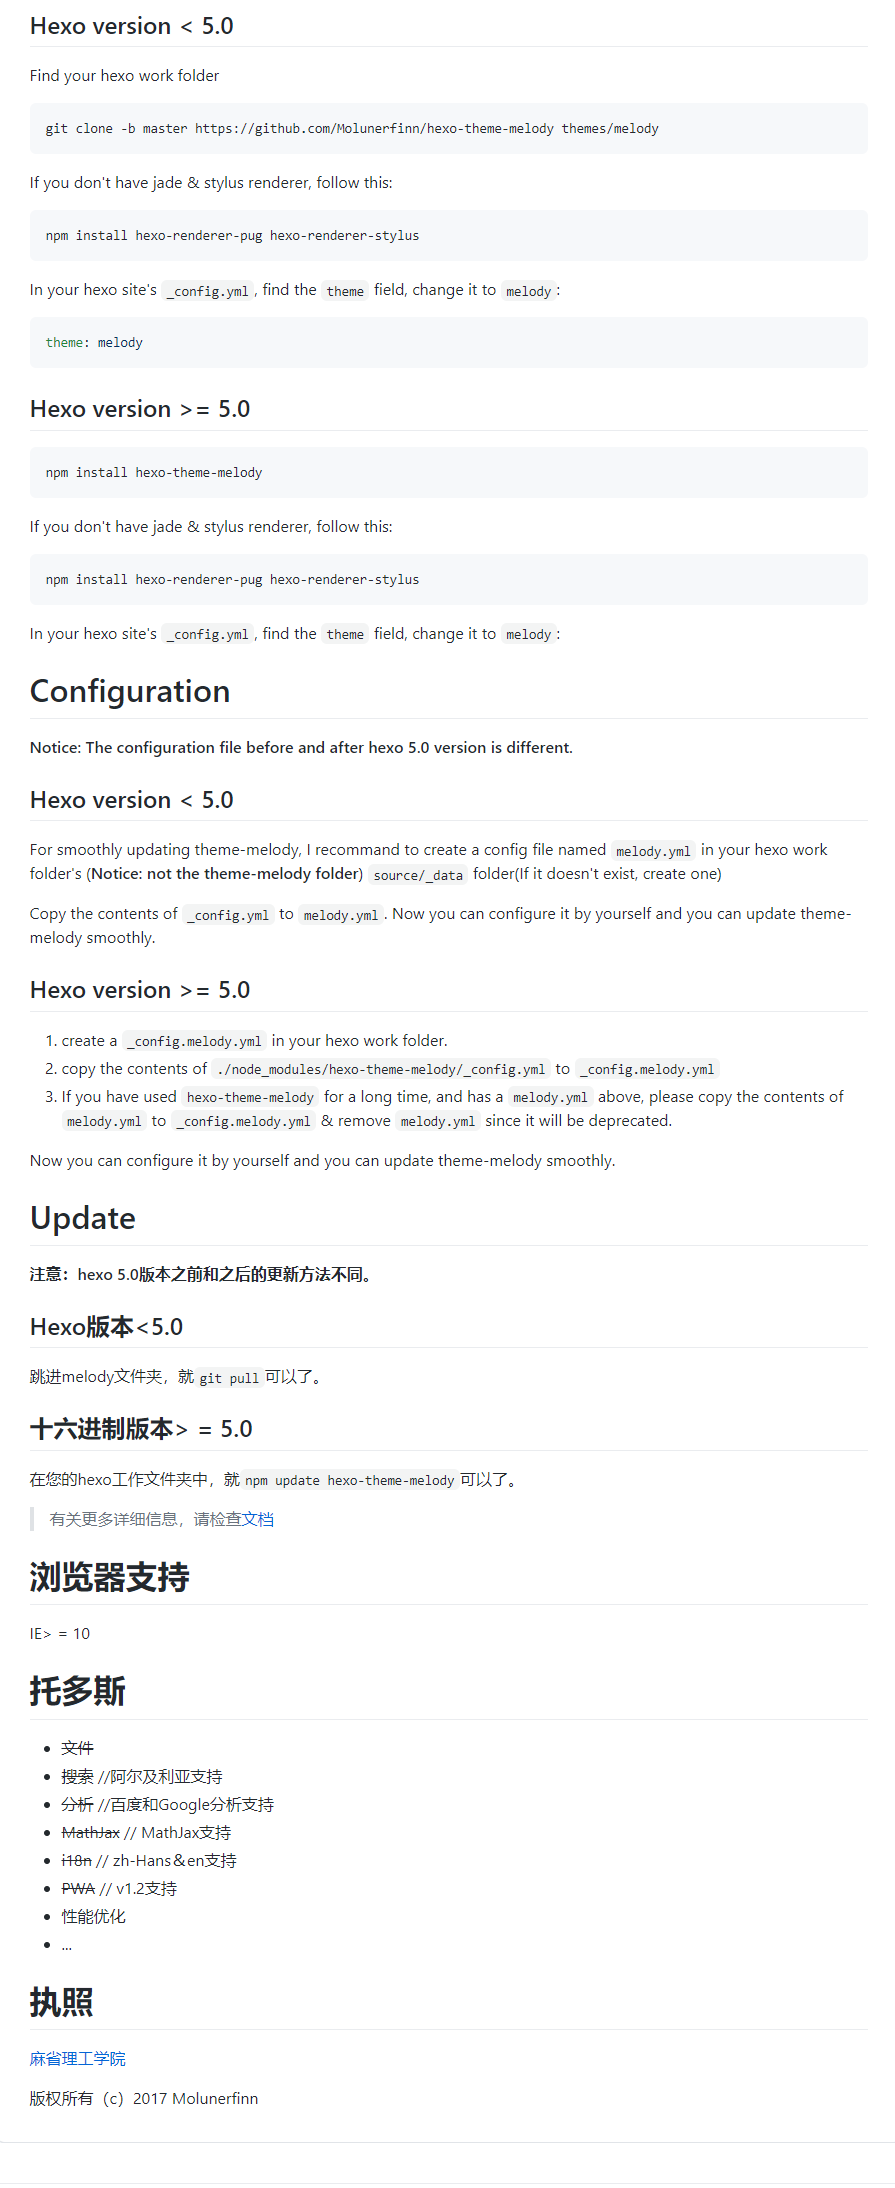 Hexo version < 5.0
Find your hexo work folder
git clone -b master https://github.com/Molunerfinn/hexo-theme-melody themes/melody
If you don't have jade & stylus renderer, follow this:
npm install hexo-renderer-pug hexo-renderer-stylus
In your hexo site's _config.yml, find the theme field, change it to melody:
theme: melody
Hexo version >= 5.0
npm install hexo-theme-melody
If you don't have jade & stylus renderer, follow this:
npm install hexo-renderer-pug hexo-renderer-stylus
In your hexo site's _config.yml, find the theme field, change it to melody:
Configuration
Notice: The configuration file before and after hexo 5.0 version is different.
Hexo version < 5.0
For smoothly updating theme-melody, I recommand to create a config file named melody.yml in your hexo work
folder's (Notice: not the theme-melody folder) source/_data folder(If it doesn't exist, create one)
Copy the contents of _config.yml to melody.yml. Now you can configure it by yourself and you can update theme-
melody smoothly.
Hexo version >= 5.0
1. create a _config.melody.yml in your hexo work folder.
2. copy the contents of ./node_modules/hexo-theme-melody/_config.yml to _config.melody.yml
3. If you have used hexo-theme-melody for a long time, and has a melody.yml above, please copy the contents of
melody.yml to _config.melody.yml & remove melody.yml since it will be deprecated.
Now you can configure it by yourself and you can update theme-melody smoothly.
Update
注意：hexo 5.0版本之前和之后的更新方法不同。
Hexo版本<5.0
跳进melody文件夹，就git pull可以了。
十六进制版本> = 5.0
在您的hexo工作文件夹中，就npm update hexo-theme-melody可以了。
有关更多详细信息，请检查文档
浏览器支持
IE> = 10
托多斯
• 文件
• 搜索 //阿尔及利亚支持
• 分析 //百度和Google分析支持
• MathJax // MathJax支持
• i18n // zh-Hans＆en支持
• PWA // v1.2支持
• 性能优化
• ...
执照
麻省理工学院
版权所有（c）2017 Molunerfinn